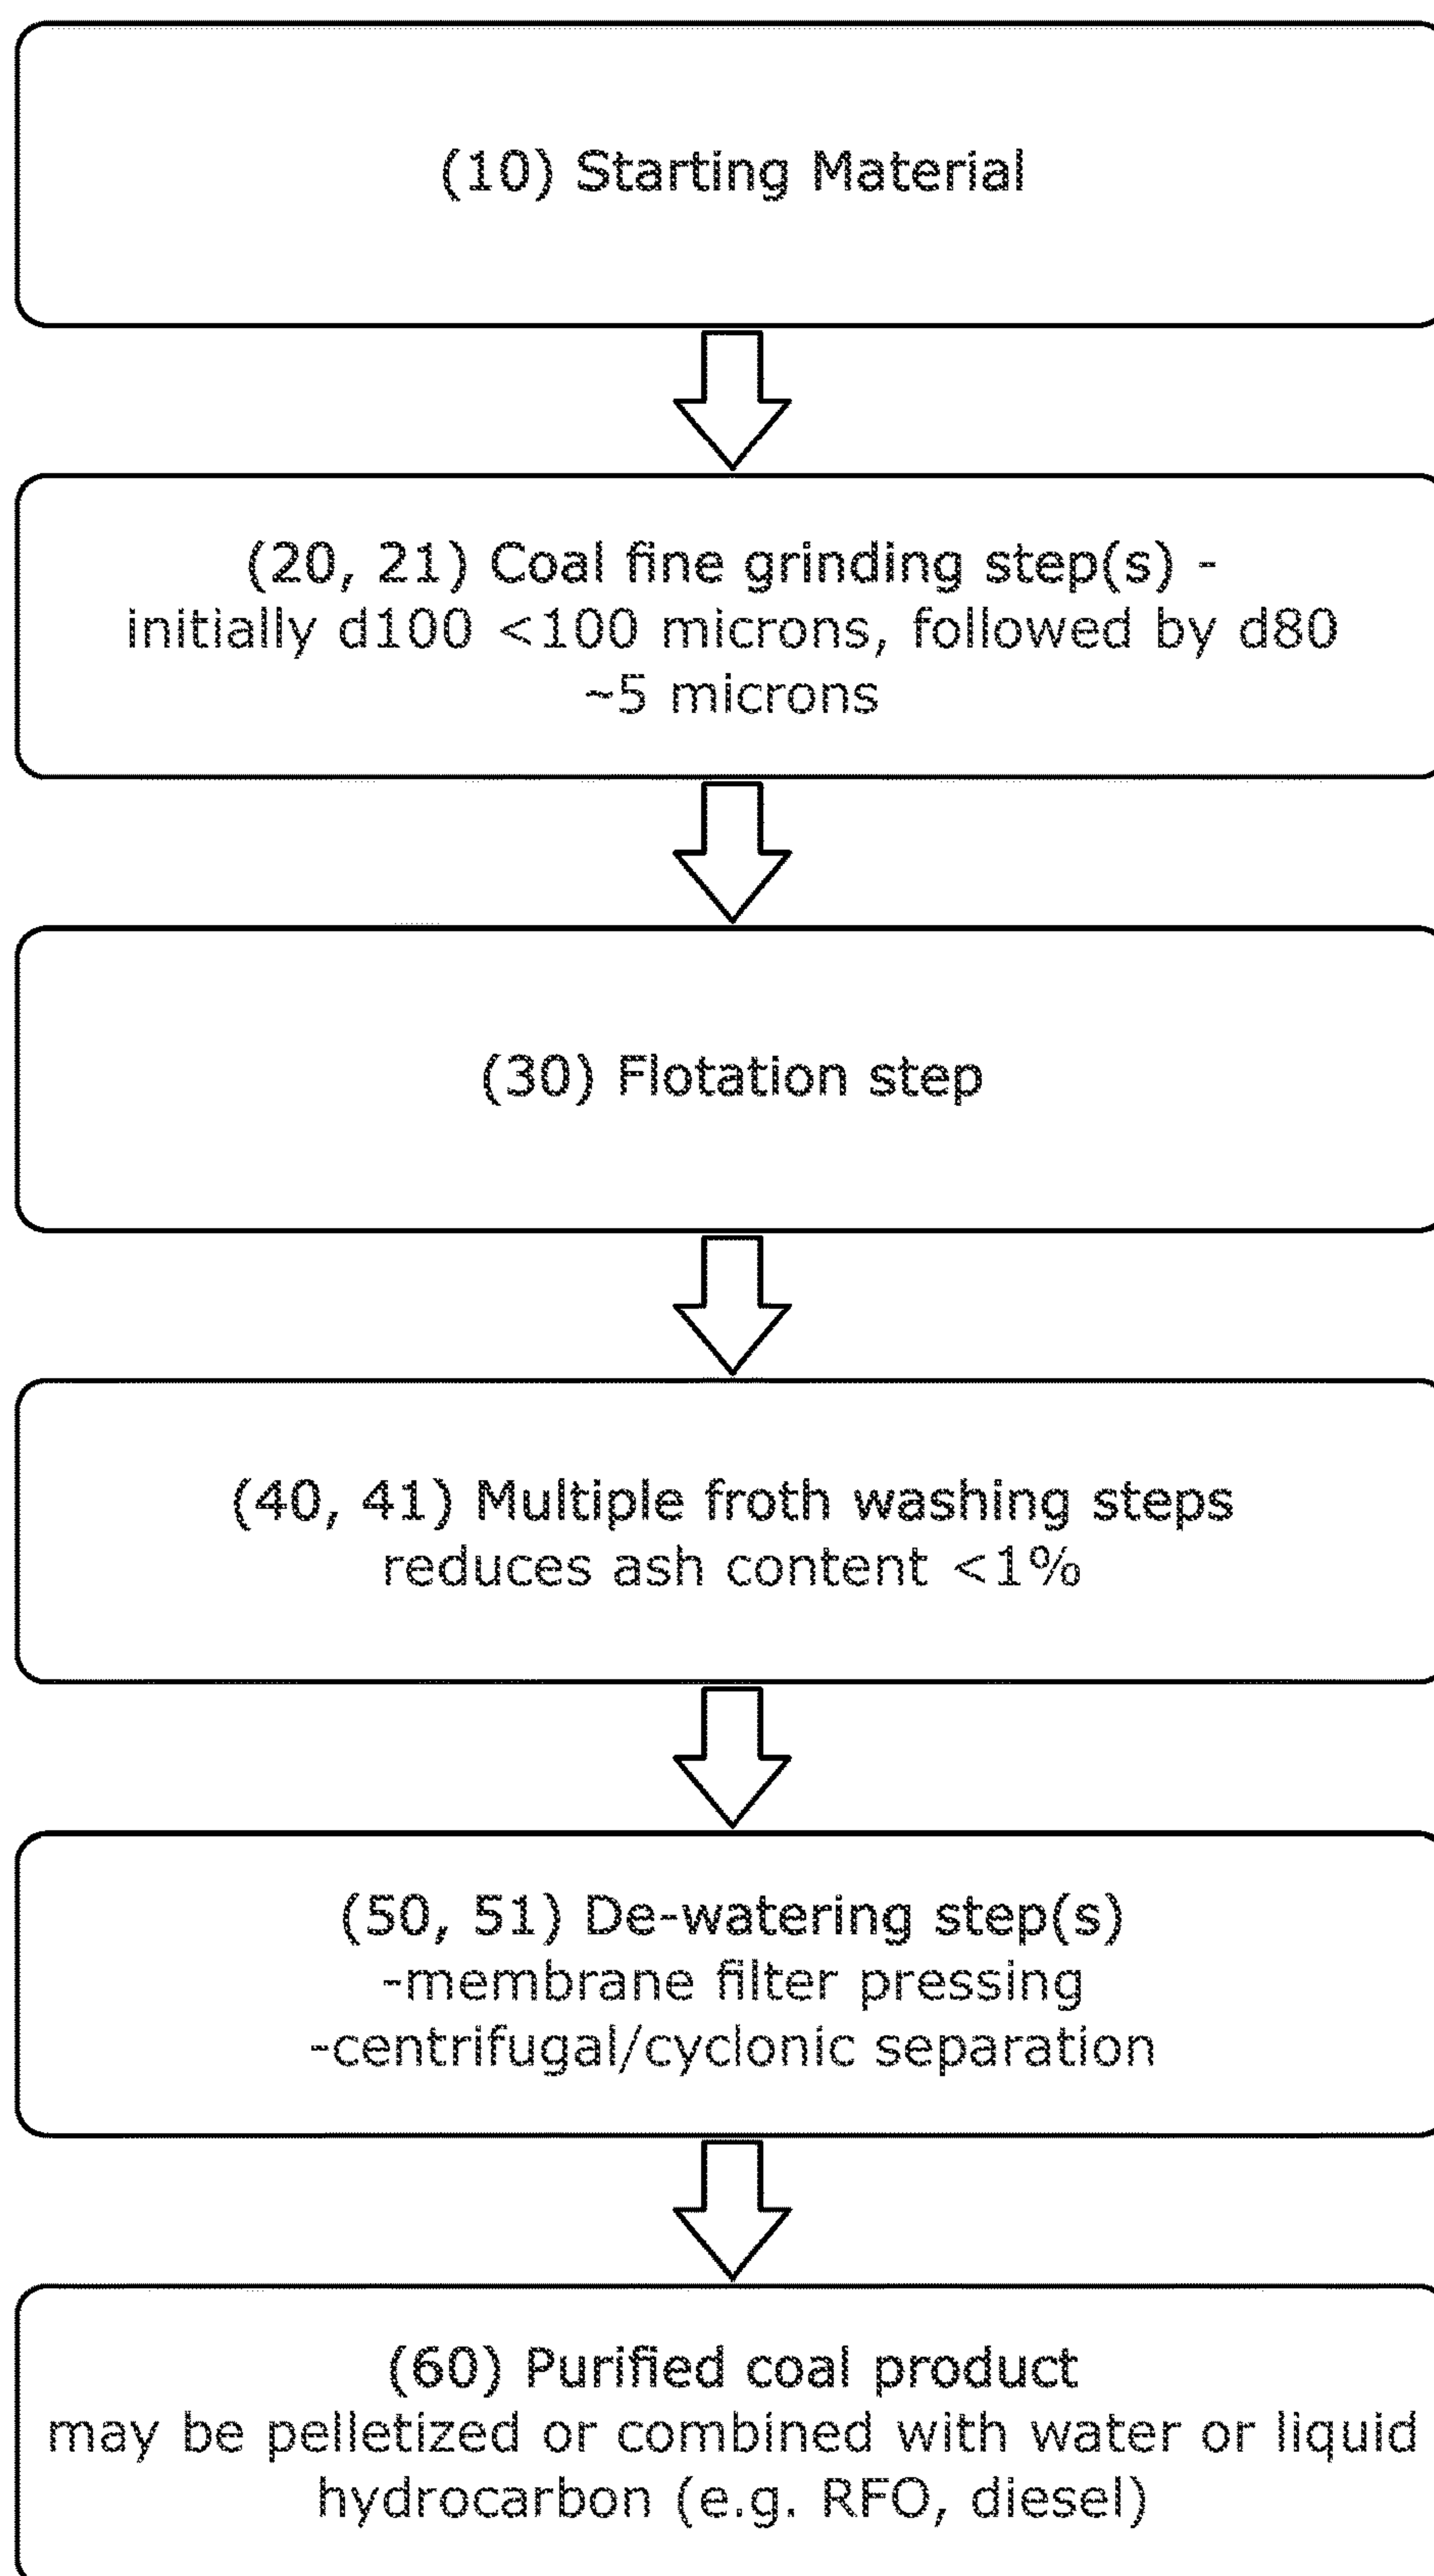 (10) Starting Material
(20, 21) Coal fine grinding step(s) -
initially d100 <100 microns, followed by d80
~5 microns
(30) Flotation step
(40, 41) Multiple froth washing steps
reduces ash content <1%
(50, 51) De-watering step(s)
-membrane filter pressing
-centrifugal/cyclonic separation
(60) Purified coal product
may be pelletized or combined with water or liquid
hydrocarbon (e.g. RFO, diesel)